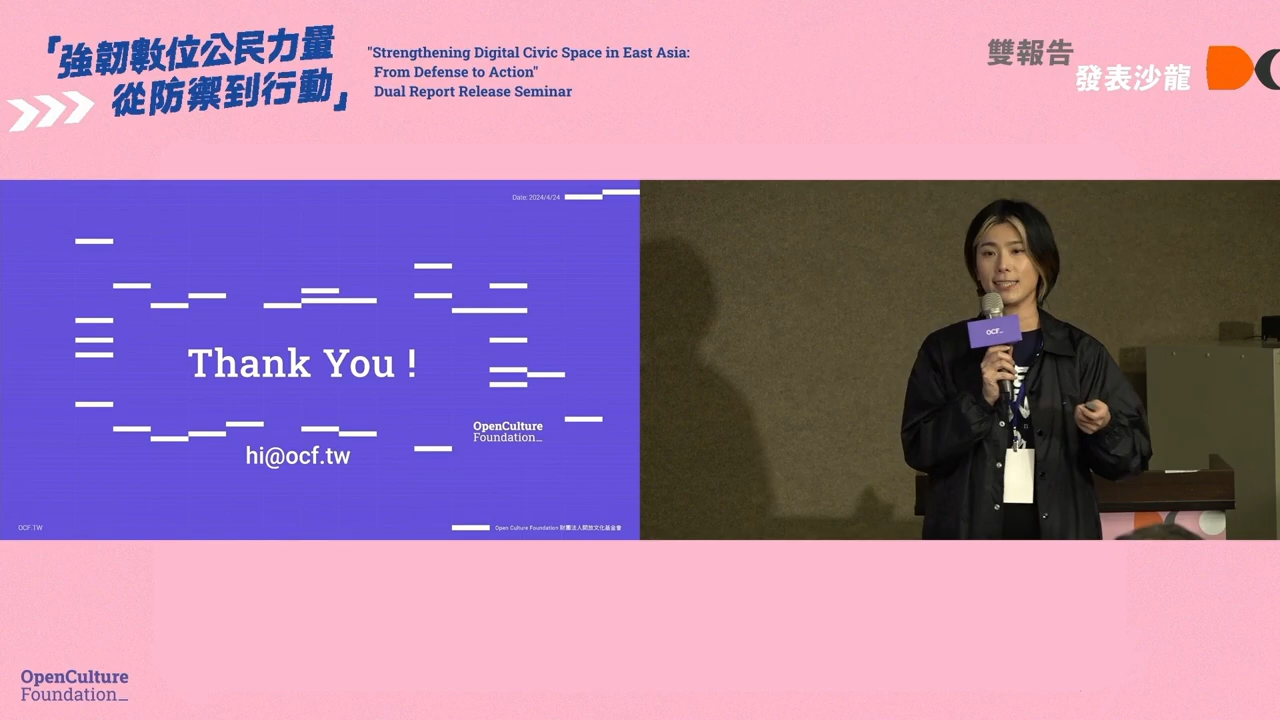 「強韌數位公民力量
從防禦到行動」
"Strengthening Digital Civic Space in East Asia:
From Defense to Action"
Dual Report Release Seminar
雙報告
發表沙龍
Date: 2024/4/24
Thank You !
OpenCulture
Foundation_
hi@ocf.tw
OCF.TW
Open Culture Foundation 財團法人開放文化基金會
OCF_
OpenCulture
Foundation_